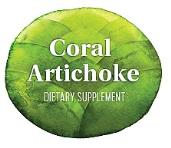 Coral
Artichoke
DIETARY SUPPLEMENT